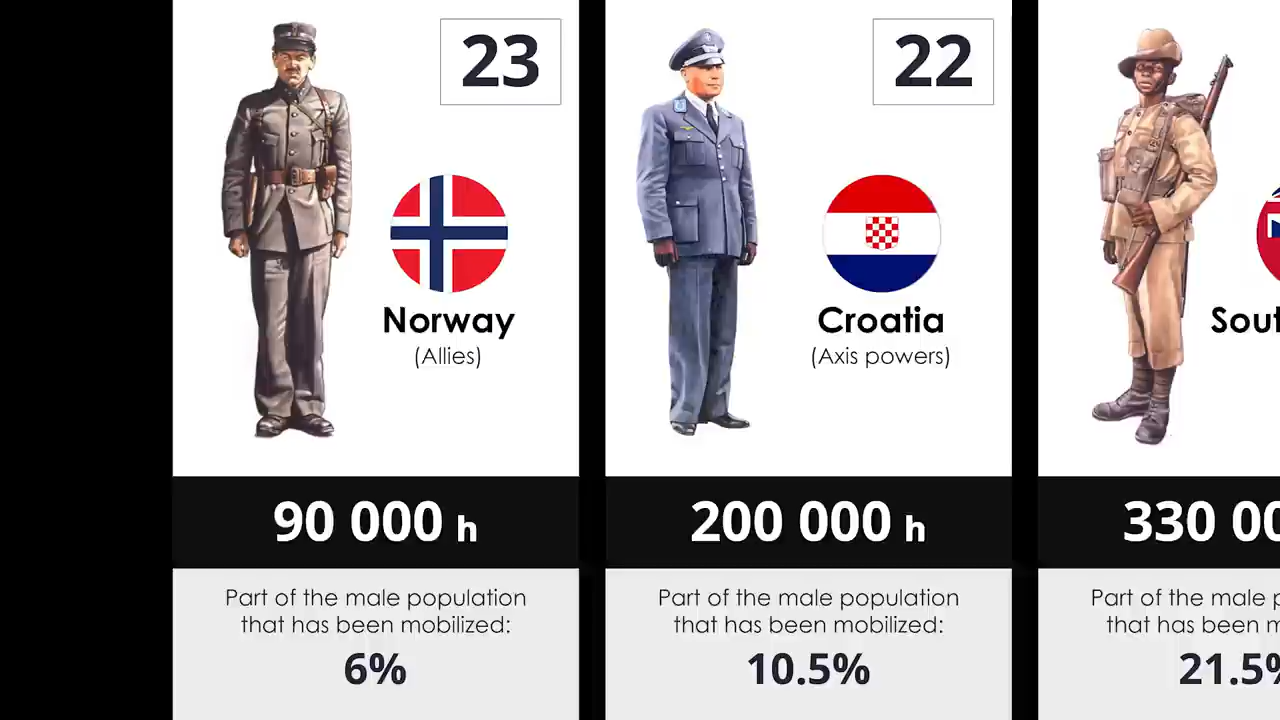 23
Norway
(Allies)
90 000 h
Part of the male population
that has been mobilized:
6%
22
Croatia
(Axis powers)
200 000 h
Part of the male population
that has been mobilized:
10.5%
330
Part of the male
that has been
21.5%